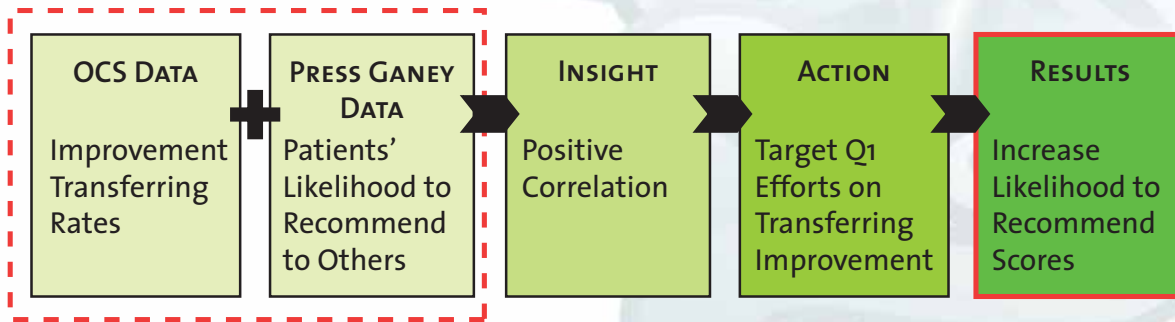 OCS DATA
Improvement
Transferring
Rates
PRESS GANEY
DATA
Patients’
Likelihood to
Recommend
to Others
INSIGHT
Positive
Correlation
ACTION
Target Q1
Efforts on
Transferring
Improvement
RESULTS
Increase
Likelihood to
Recommend
Scores